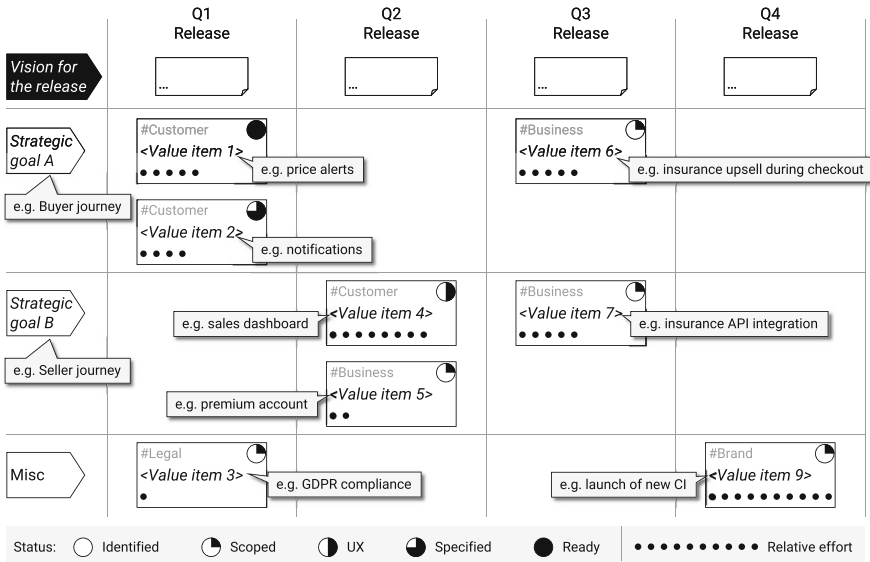 Q1
Release
Q2
Release
Q3
Release
Q4
Release
Vision for
the release
...
...
...
...
Strategic
goal A
e.g. Buyer journey
#Customer
<Value item 1>
e.g. price alerts
#Customer
<Value item 2>
e.g. notifications
#Business
<Value item 6>
e.g. insurance upsell during checkout
Strategic
goal B
e.g. Seller journey
#Customer
<Value item 4>
e.g. sales dashboard
#Business
<Value item 5>
e.g. premium account
#Business
<Value item 7>
e.g. insurance API integration
Misc
#Legal
<Value item 3>
e.g. GDPR compliance
#Brand
<Value item 9>
e.g. launch of new CI
Status:
Identified
Scoped
UX
Specified
Ready
Relative effort